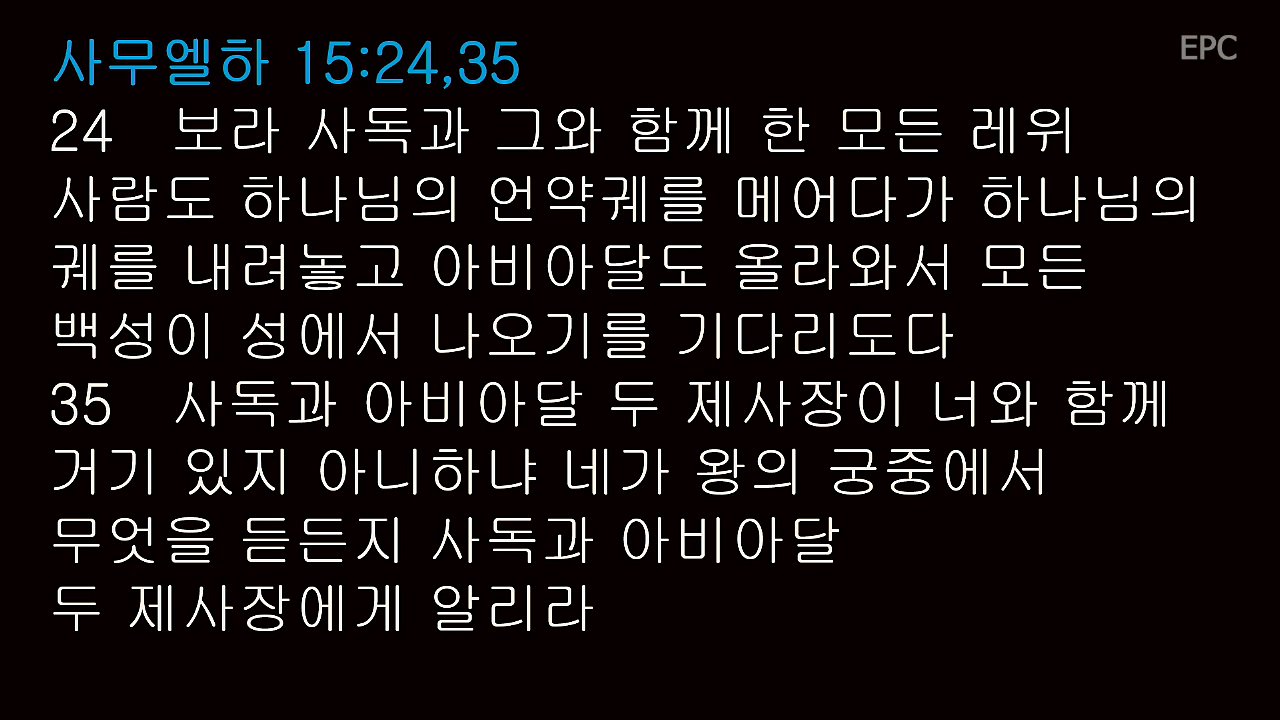 사무엘하 15:24,35
EPC
24 보라 사독과 그와 함께 한 모든 레위
사람도 하나님의 언약궤를 메어다가 하나님의
궤를 내려놓고 아비아달도 올라와서 모든
백성이 성에서 나오기를 기다리도다
35 사독과 아비아달 두 제사장이 너와 함께
거기 있지 아니하냐 네가 왕의 궁중에서
무엇을 듣든지 사독과 아비아달
두 제사장에게 알리라